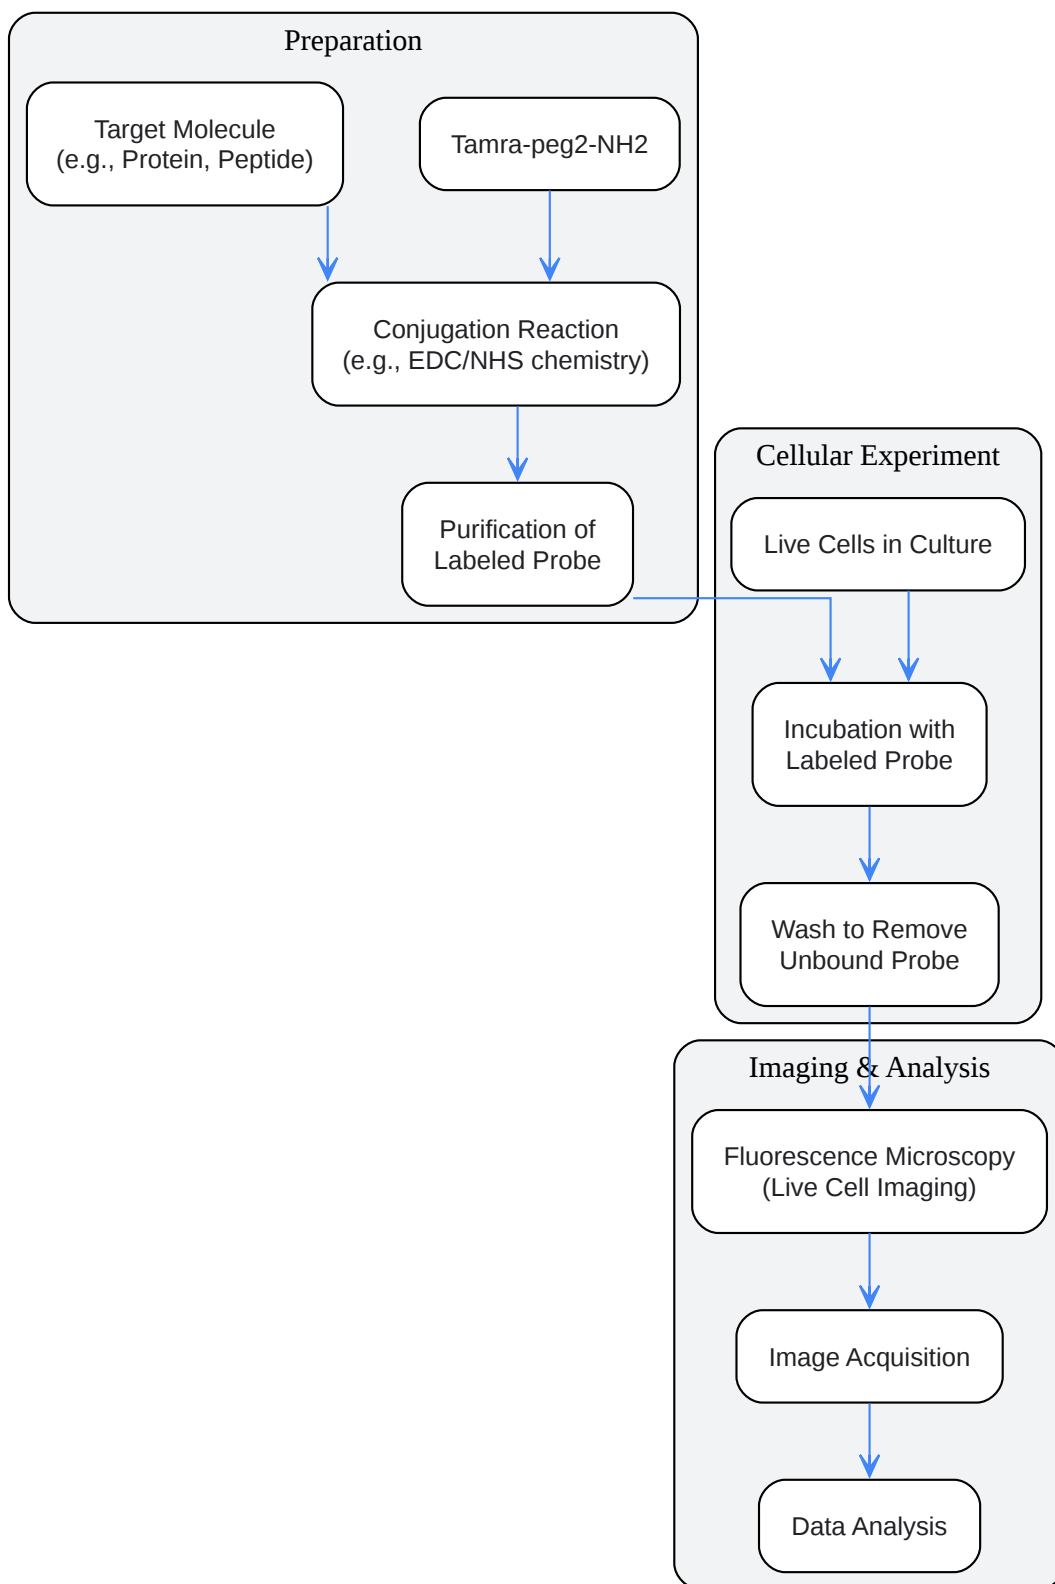 Preparation
Target Molecule
(e.g., Protein, Peptide)
Tamra-peg2-NH2
Conjugation Reaction
(e.g., EDC/NHS chemistry)
Purification of
Labeled Probe
Cellular Experiment
Live Cells in Culture
Incubation with
Labeled Probe
Wash to Remove
Unbound Probe
Imaging & Analysis
Fluorescence Microscopy
(Live Cell Imaging)
Image Acquisition
Data Analysis